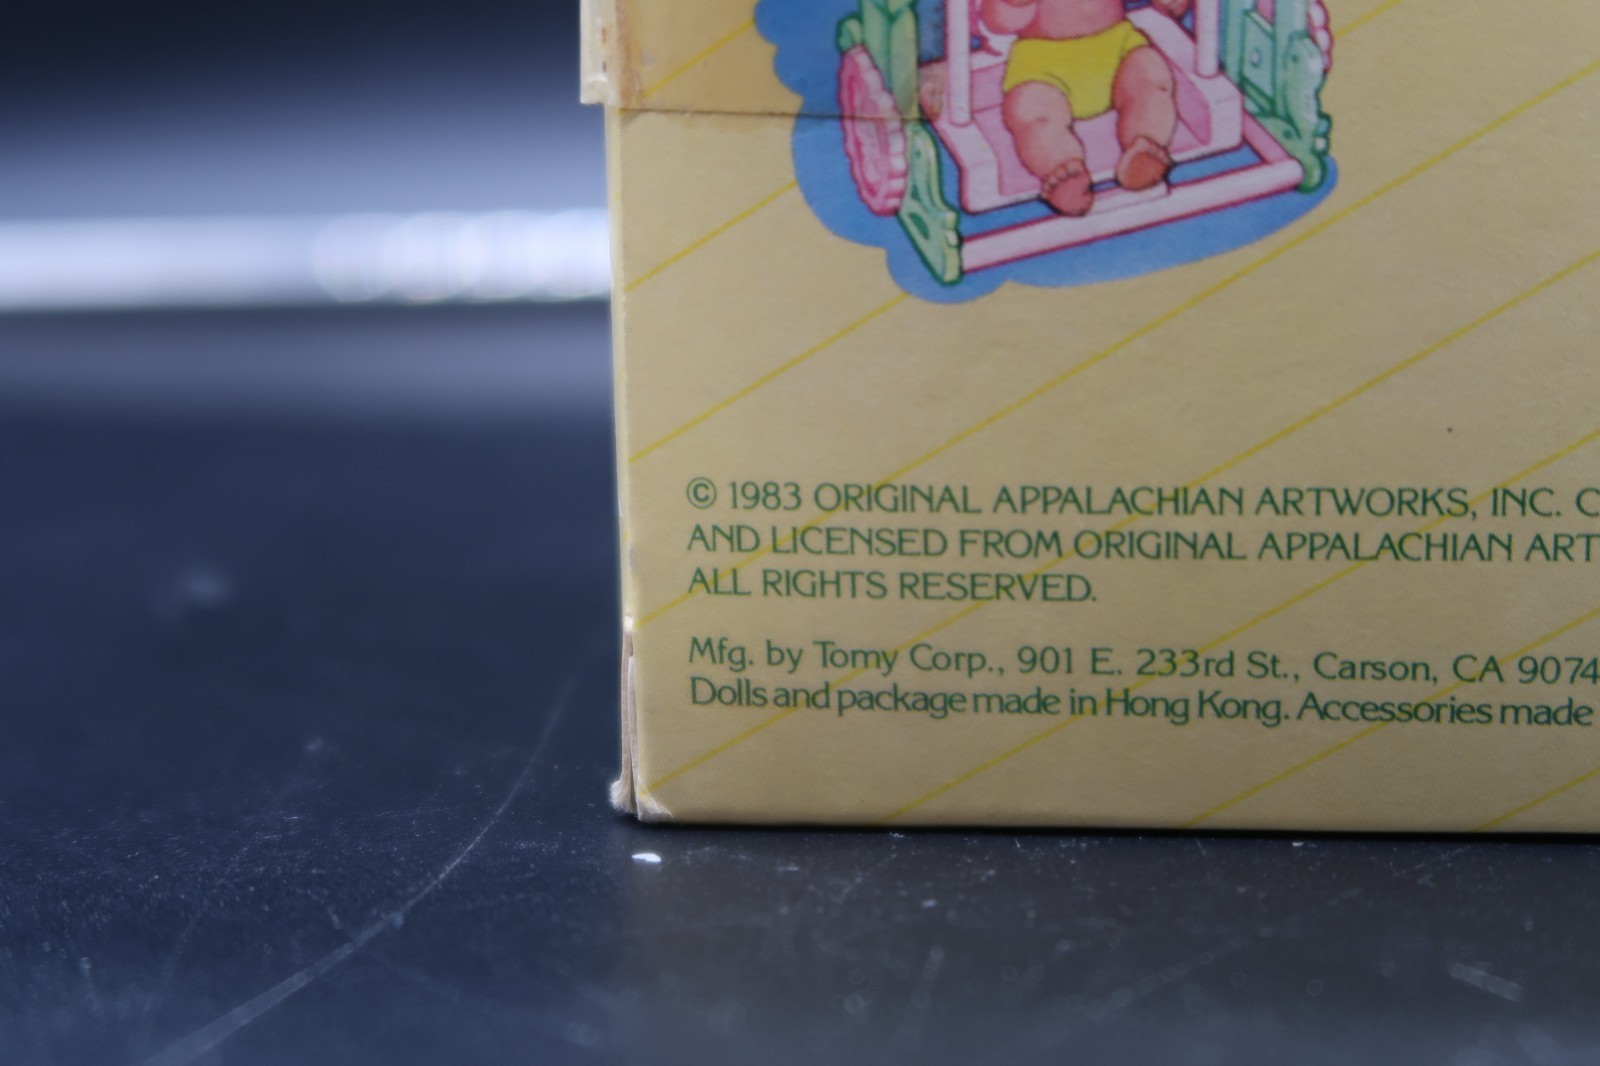 © 1983 ORIGINAL APPALACHIAN ARTWORKS, INC.
AND LICENSED FROM ORIGINAL APPALACHIAN
ALL RIGHTS RESERVED.
Mfg. by Tomy Corp., 901 E. 233rd St., Carson, CA
Dolls and package made in Hong Kong. Accessories made